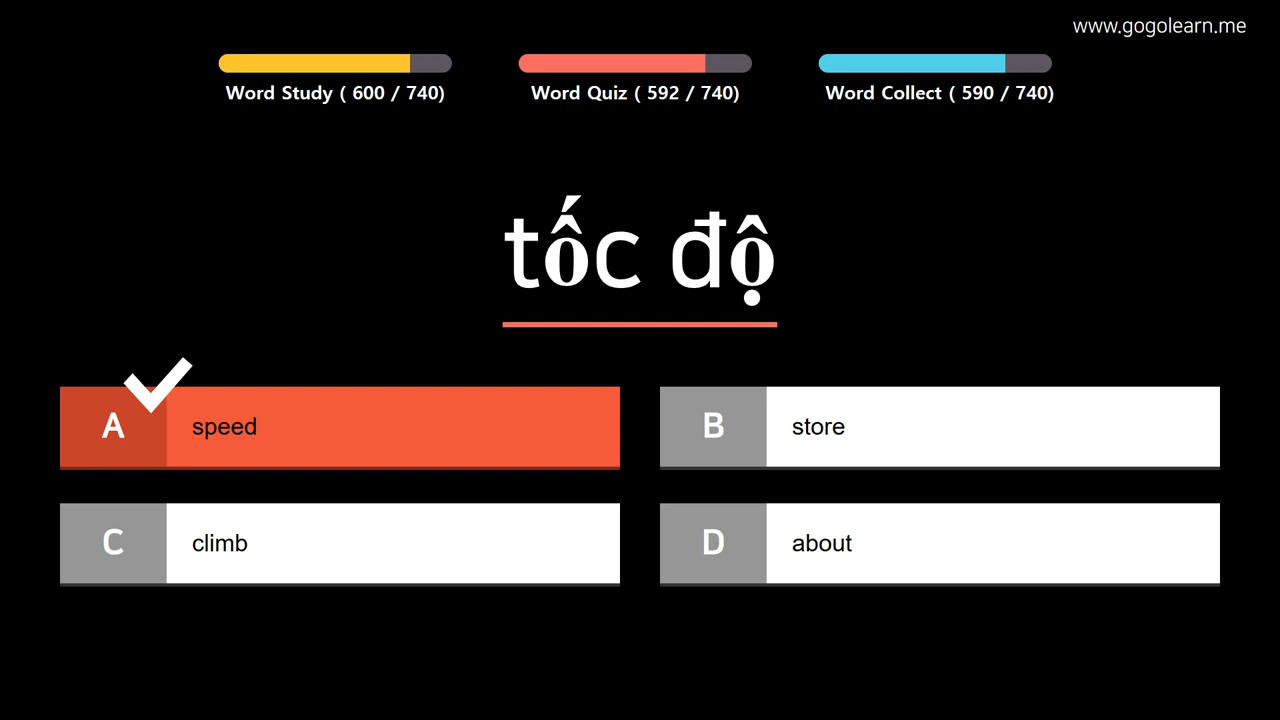 www.gogolearn.me
Word Study ( 600 / 740)
Word Quiz ( 592 / 740)
Word Collect ( 590 / 740)
tốc độ
A speed
B store
C climb
D about